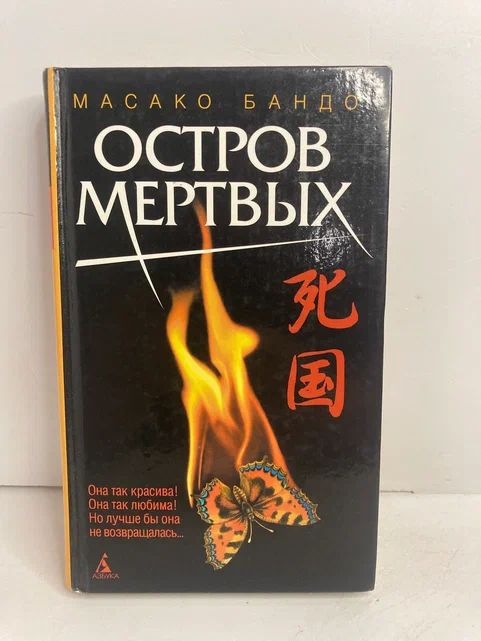 МАСАКО БАНДО
ОСТРОВ
МЕРТВЫХ
死
国
Она так красива!
Она так любима!
Но лучше бы она
не возвращалась...
АЗБУКА